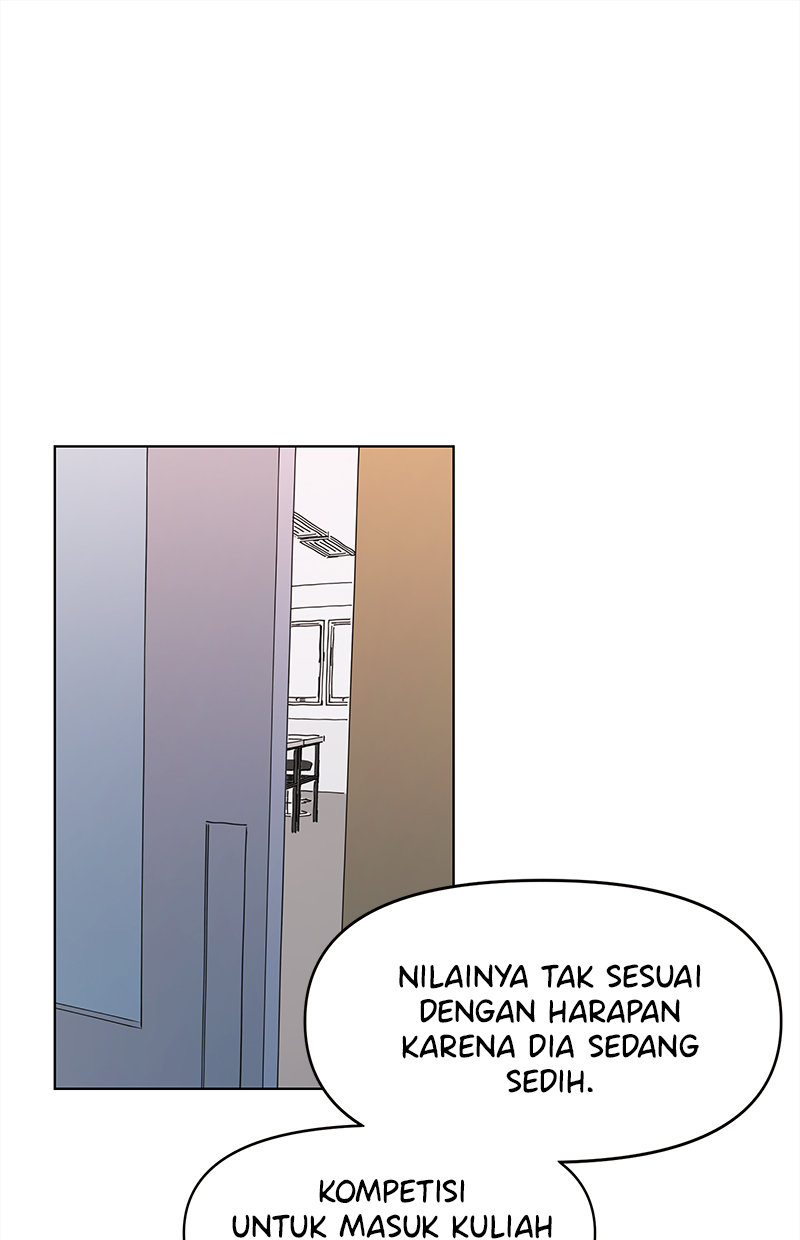 NILAINYA TAK SESUAI
DENGAN HARAPAN
KARENA DIA SEDANG
SEDIH.
KOMPETISI
UNTUK MASUK KULIAH